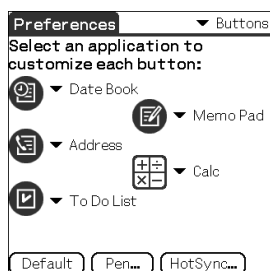 Preferences
Buttons
Select an application to
customize each button:
Date Book
Memo Pad
Address
Calc
To Do List
Default
Pen...
HotSync...